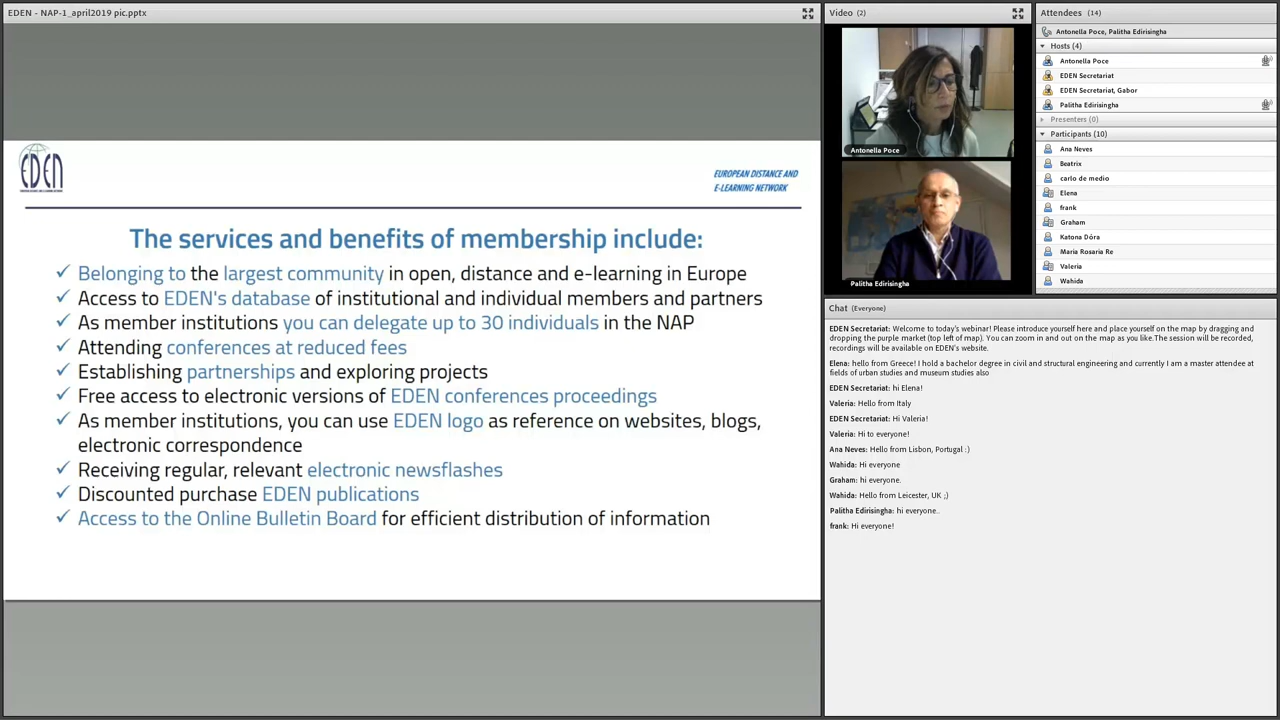 EDEN - NAP-1_april2019 pic.pptx
EDEN
EUROPEAN DISTANCE AND
E-LEARNING NETWORK
The services and benefits of membership include:
✓ Belonging to the largest community in open, distance and e-learning in Europe
✓ Access to EDEN's database of institutional and individual members and partners
✓ As member institutions you can delegate up to 30 individuals in the NAP
✓ Attending conferences at reduced fees
✓ Establishing partnerships and exploring projects
✓ Free access to electronic versions of EDEN conferences proceedings
✓ As member institutions, you can use EDEN logo as reference on websites, blogs,
electronic correspondence
✓ Receiving regular, relevant electronic newsflashes
✓ Discounted purchase EDEN publications
✓ Access to the Online Bulletin Board for efficient distribution of information
Video (2)
Antonella Poce
Palitha Edirisingha
Attendees (14)
Antonella Poce, Palitha Edirisingha
Hosts (4)
Antonella Poce
EDEN Secretariat
EDEN Secretariat, Gabor
Palitha Edirisingha
Presenters (0)
Participants (10)
Ana Neves
Beatrix
carlo de medio
Elena
frank
Graham
Katona Dóra
Maria Rosaria Re
Valeria
Wahida
Chat (Everyone)
EDEN Secretariat: Welcome to today's webinar! Please introduce yourself here and place yourself on the map by dragging and
dropping the purple market (top left of map). You can zoom in and out on the map as you like.The session will be recorded,
recordings will be available on EDEN's website.
Elena: hello from Greece! I hold a bachelor degree in civil and structural engineering and currently I am a master attendee at
fields of urban studies and museum studies also
EDEN Secretariat: hi Elena!
Valeria: Hello from Italy
EDEN Secretariat: Hi Valeria!
Valeria: Hi to everyone!
Ana Neves: Hello from Lisbon, Portugal :)
Wahida: Hi everyone
Graham: hi everyone.
Wahida: Hello from Leicester, UK ;)
Palitha Edirisingha: hi everyone..
frank: Hi everyone!